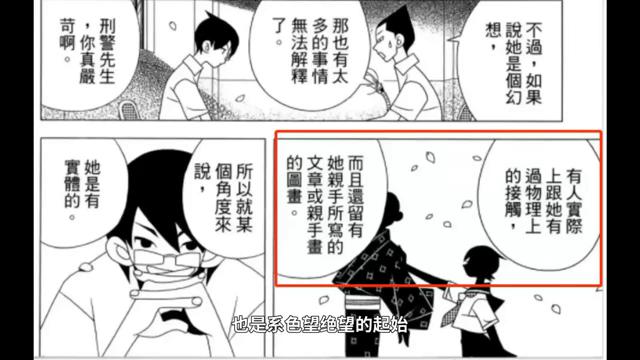 不過，如果
說她是個幻
想，
那也有太
多的事情
無法解釋
了。
刑警先生
，你真嚴
苛啊。
有人實際
上跟她有
過物理上
的接觸，
而且還留有
她親手所寫的
文章或親手畫
的圖畫。
所以就某
個角度來
說，
她是有
實體的。
也是系色望绝望的起始